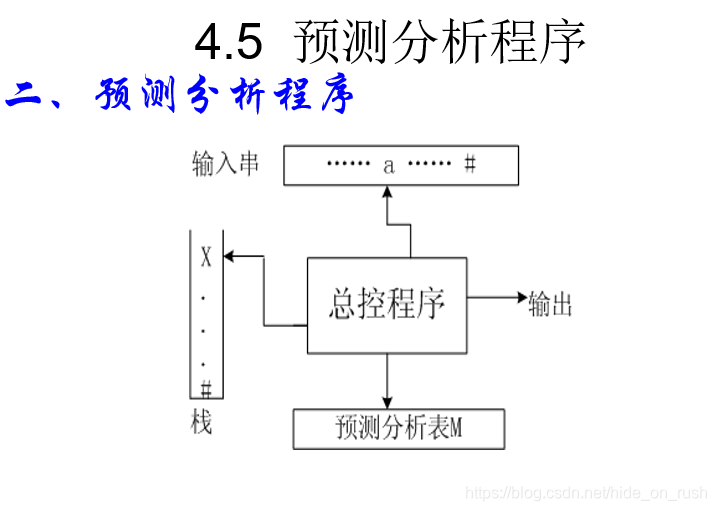 4.5 预测分析程序
二、预测分析程序
输入串
…… a …… #
X
.
.
.
#
栈
总控程序
输出
预测分析表M
https://blog.csdn.net/hide_on_rush